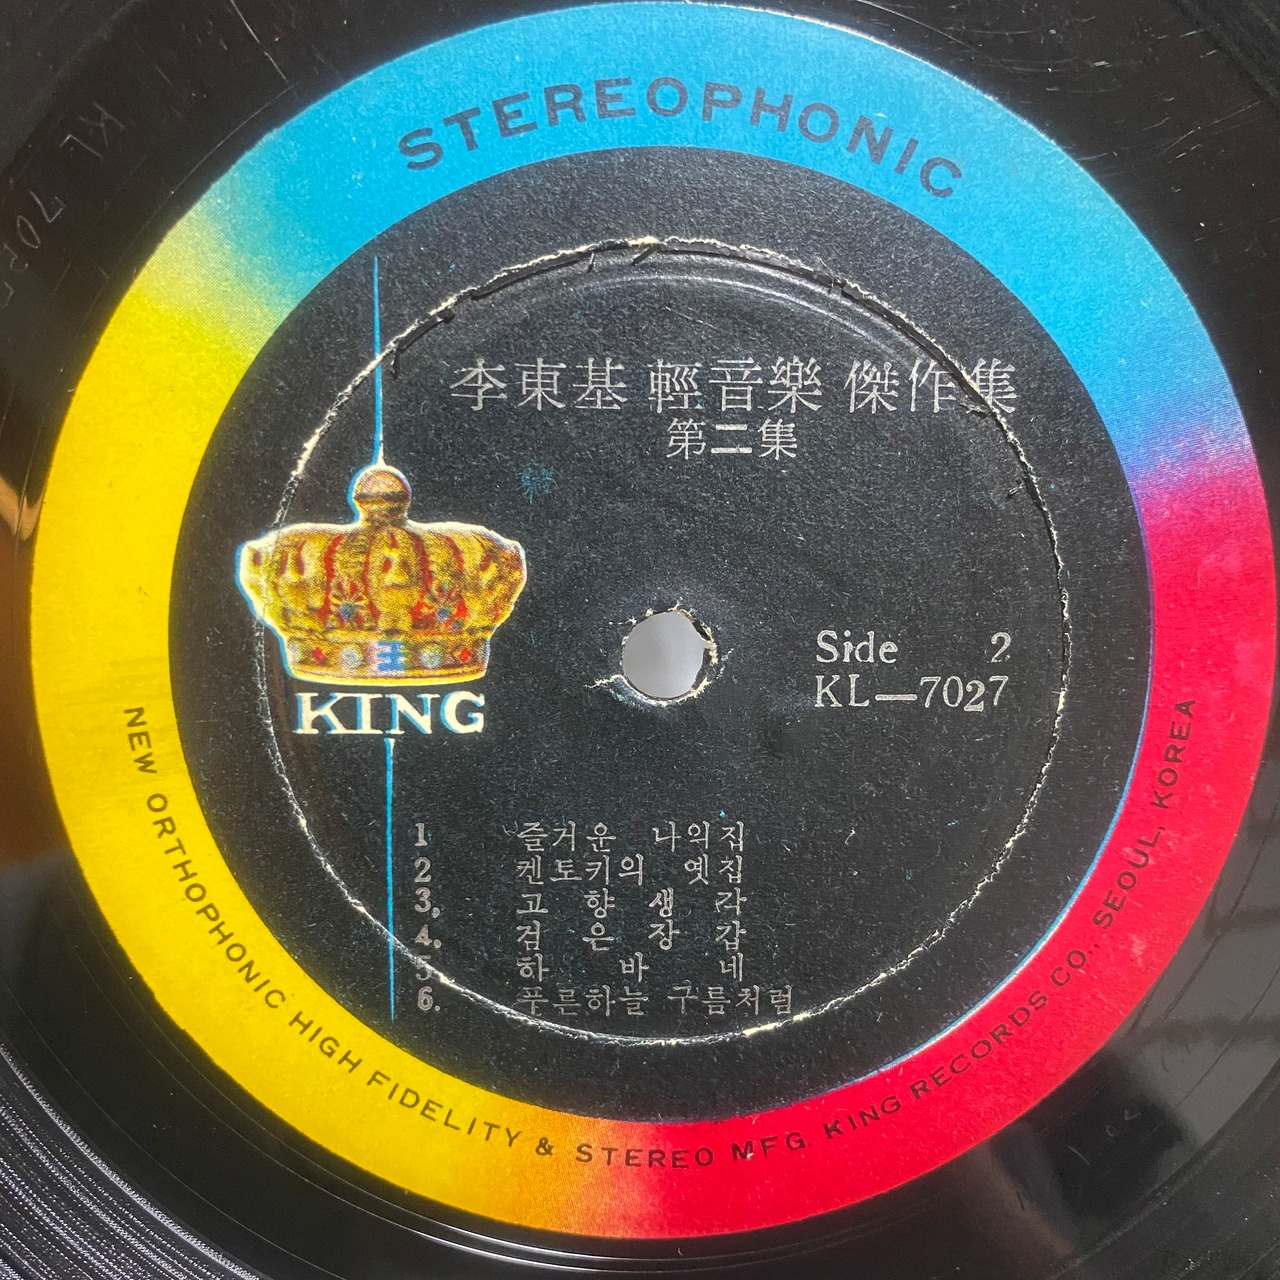 STEREOPHONIC
李東基 輕音樂 傑作集
第二集
KING
Side 2
KL—7027
1 즐거운 나의집
2 켄토키의 옛집
3, 고향생각
4. 검은장갑
5 하바네
6. 푸른하늘 구름처럼
NEW ORTHOPHONIC HIGH FIDELITY & STEREO MFG KING RECORDS CO., SEOUL, KOREA